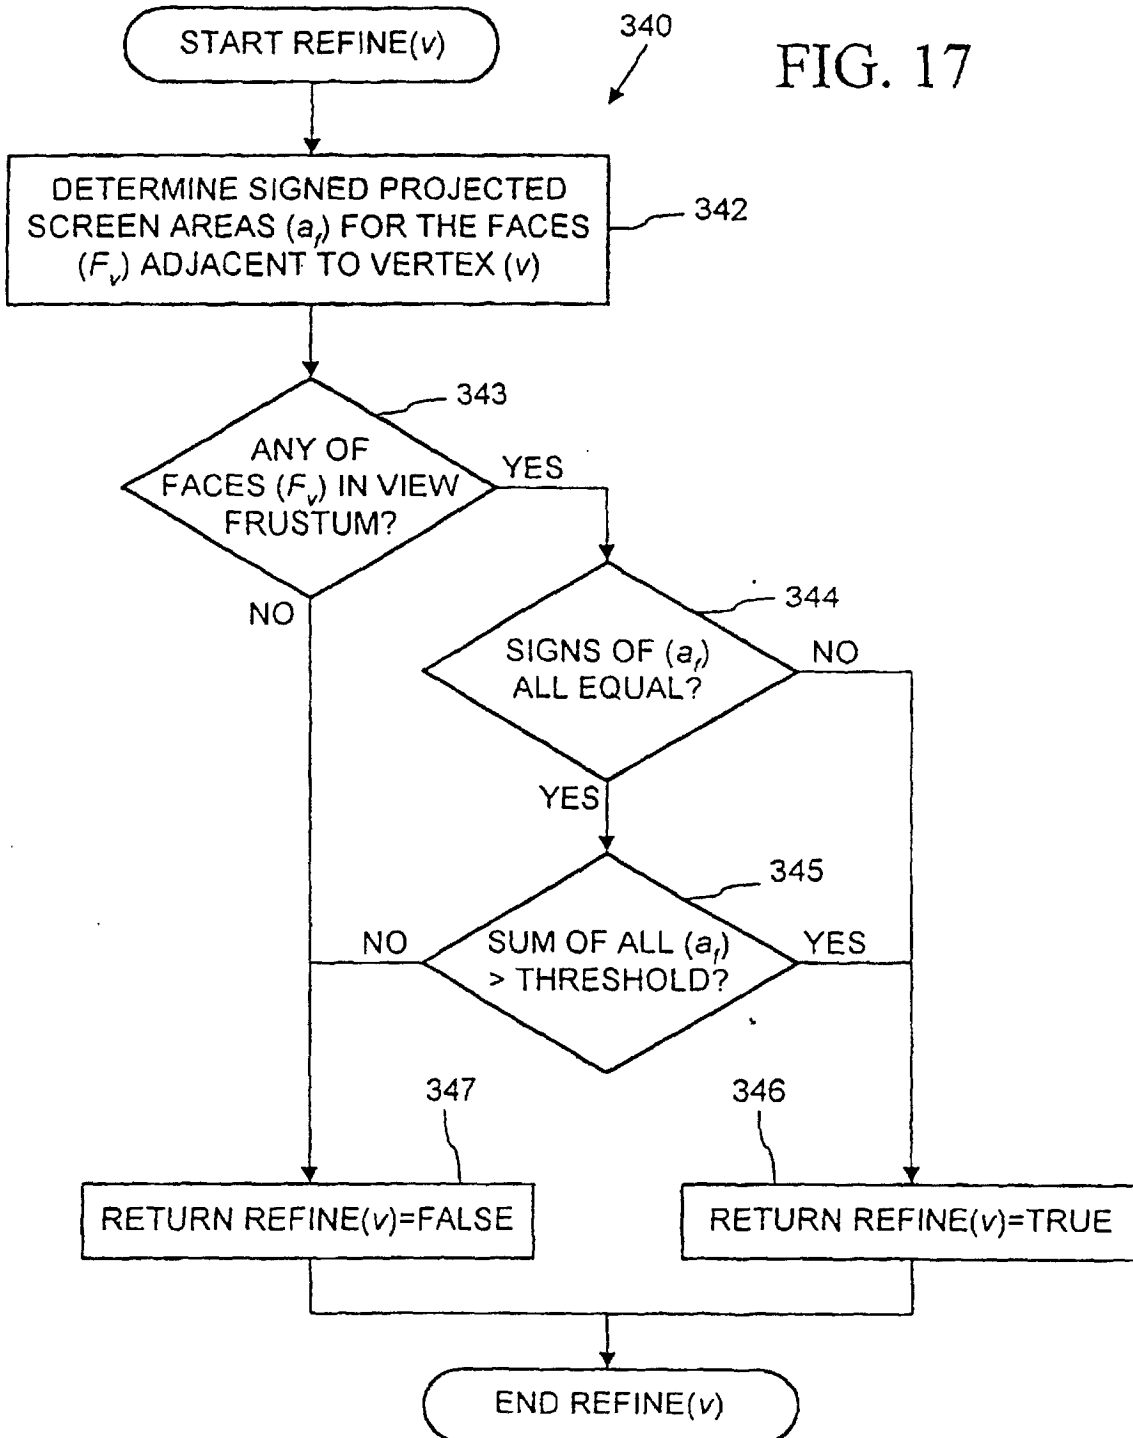 START REFINE(v)
340
FIG. 17
DETERMINE SIGNED PROJECTED
SCREEN AREAS (af) FOR THE FACES
(Fv) ADJACENT TO VERTEX (v)
342
343
ANY OF
FACES (Fv) IN VIEW
FRUSTUM?
YES
NO
344
SIGNS OF (af)
ALL EQUAL?
NO
YES
345
SUM OF ALL (af)
> THRESHOLD?
NO
YES
347
346
RETURN REFINE(v)=FALSE
RETURN REFINE(v)=TRUE
END REFINE(v)